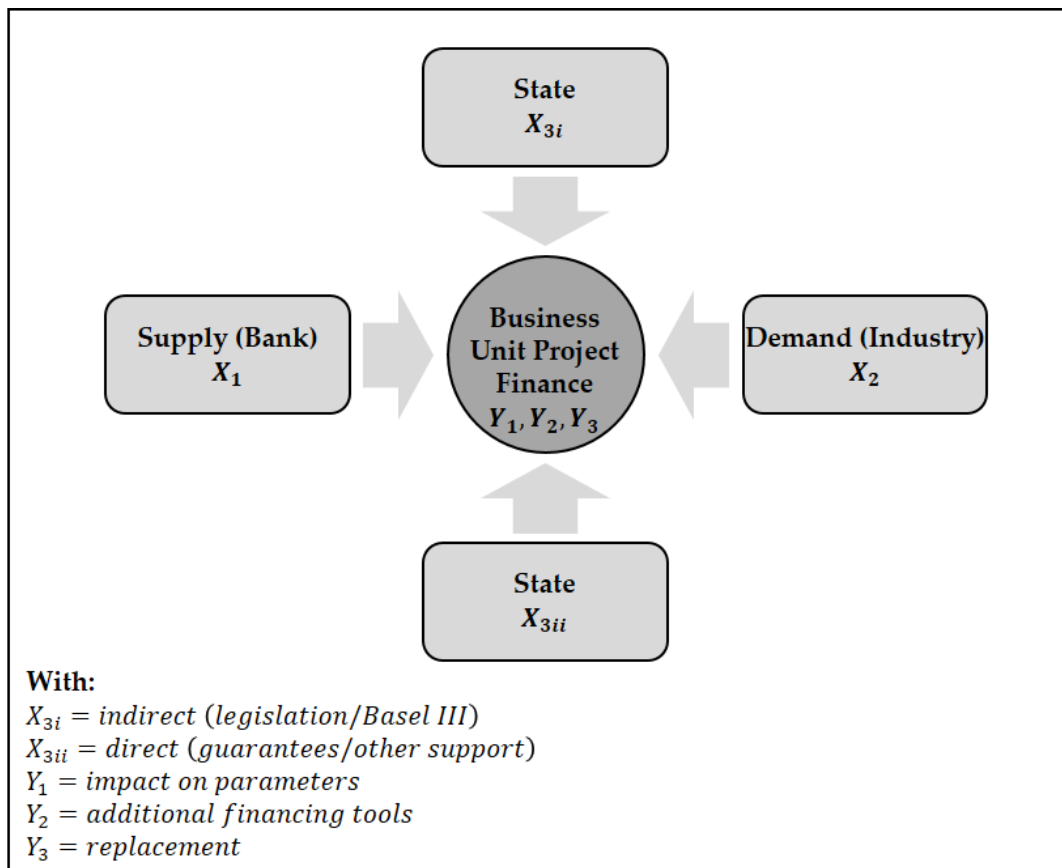 State
X₃ᵢ
Supply (Bank)
X₁
Business
Unit Project
Finance
Y₁, Y₂, Y₃
Demand (Industry)
X₂
State
X₃ᵢᵢ
With:
X₃ᵢ = indirect (legislation/Basel III)
X₃ᵢᵢ = direct (guarantees/other support)
Y₁ = impact on parameters
Y₂ = additional financing tools
Y₃ = replacement